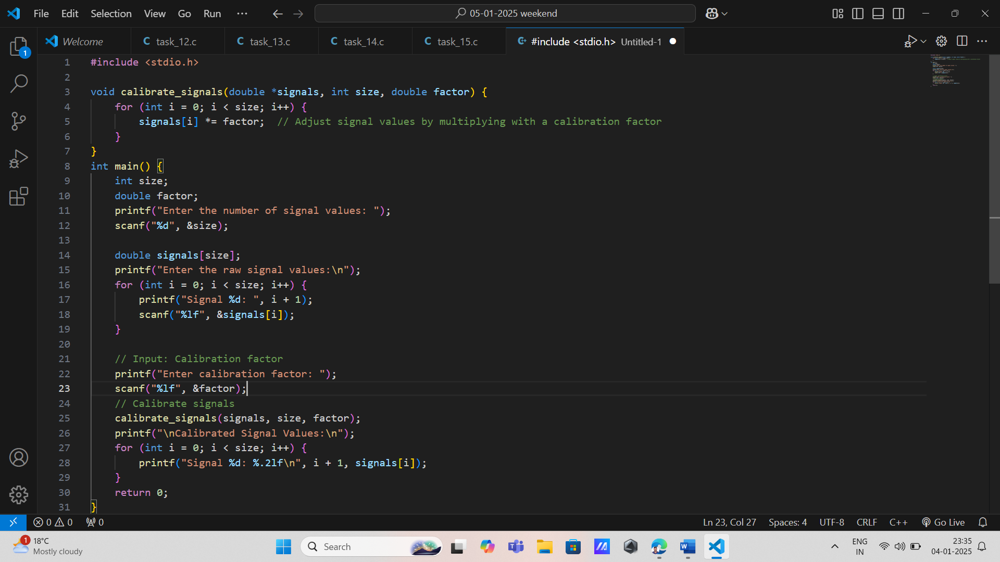 File Edit Selection View Go Run ··· 05-01-2025 weekend
Welcome C task_12.c C task_13.c C task_14.c C task_15.c #include <stdio.h> Untitled-1
1 #include <stdio.h>
2
3 void calibrate_signals(double *signals, int size, double factor) {
4 for (int i = 0; i < size; i++) {
5 signals[i] *= factor; // Adjust signal values by multiplying with a calibration factor
6 }
7 }
8 int main() {
9 int size;
10 double factor;
11 printf("Enter the number of signal values: ");
12 scanf("%d", &size);
13
14 double signals[size];
15 printf("Enter the raw signal values:\n");
16 for (int i = 0; i < size; i++) {
17 printf("Signal %d: ", i + 1);
18 scanf("%lf", &signals[i]);
19 }
20
21 // Input: Calibration factor
22 printf("Enter calibration factor: ");
23 scanf("%lf", &factor);
24 // Calibrate signals
25 calibrate_signals(signals, size, factor);
26 printf("\nCalibrated Signal Values:\n");
27 for (int i = 0; i < size; i++) {
28 printf("Signal %d: %.2lf\n", i + 1, signals[i]);
29 }
30 return 0;
31 }
1
0 0 0 Ln 23, Col 27 Spaces: 4 UTF-8 CRLF C++ Go Live
1 18°C
Mostly cloudy
Search
ENG
IN
23:35
04-01-2025